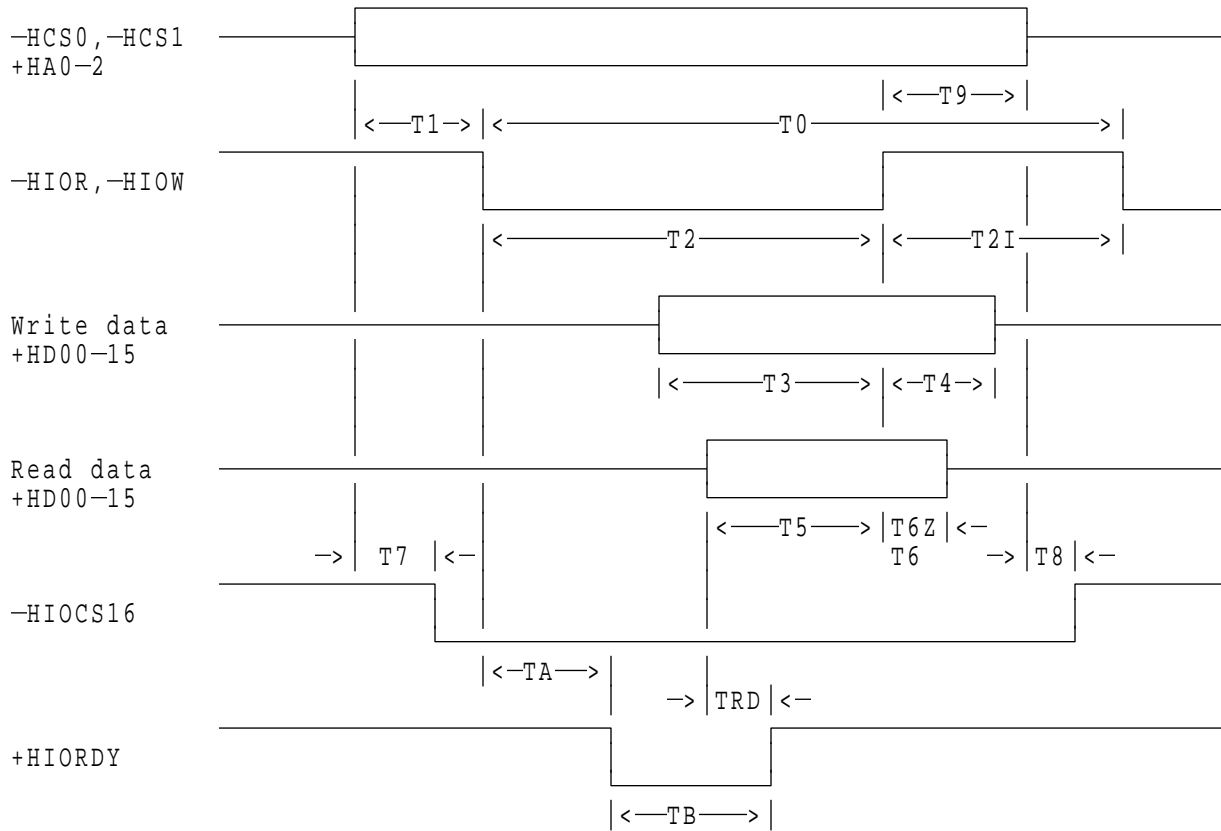 —HCS0,—HCS1
+HA0—2
|<——T9——>|
|<——T1——>|<——T0——>|
—HIOR,—HIOW
|<——T2——>|<——T2I——>|
Write data
+HD00—15
|<——T3——>|<—T4—>|
Read data
+HD00—15
|<——T5——>|T6Z|<—
—>| T7 |<— T6 —>|T8|<—
—HIOCS16
|<—TA——>| —>|TRD|<—
+HIORDY
|<——TB——>|